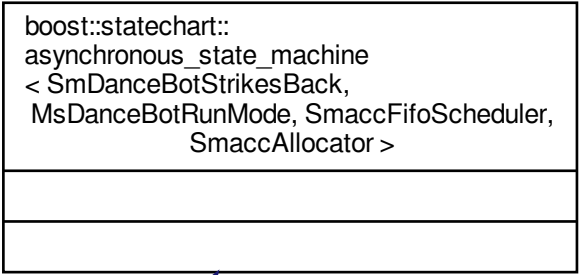 boost::statechart::
asynchronous_state_machine
< SmDanceBotStrikesBack,
MsDanceBotRunMode, SmaccFifoScheduler,
SmaccAllocator >